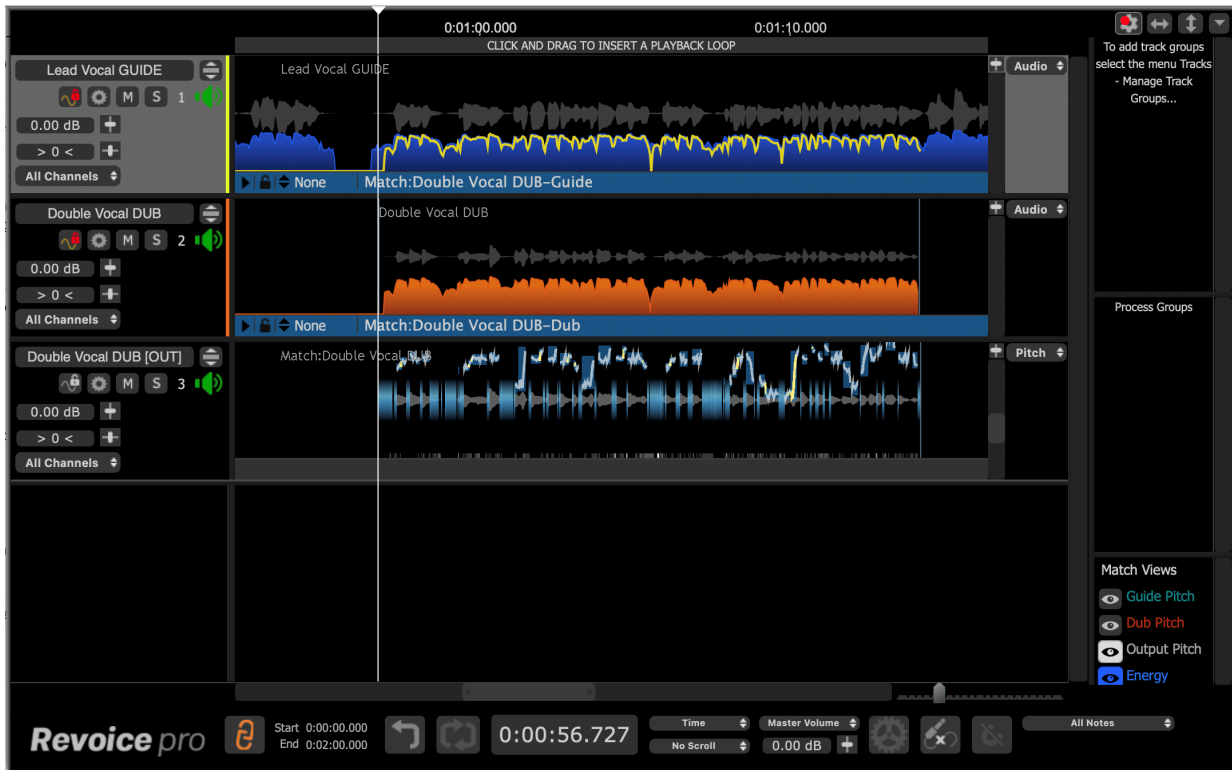 0:01:00.000
0:01:10.000
CLICK AND DRAG TO INSERT A PLAYBACK LOOP
To add track groups
select the menu Tracks
- Manage Track
Groups...
Lead Vocal GUIDE
M S 1
0.00 dB
> 0 <
All Channels
Lead Vocal GUIDE
None
Match:Double Vocal DUB-Guide
Audio
Double Vocal DUB
M S 2
0.00 dB
> 0 <
All Channels
Double Vocal DUB
None
Match:Double Vocal DUB-Dub
Audio
Double Vocal DUB [OUT]
M S 3
0.00 dB
> 0 <
All Channels
Match:Double Vocal DUB
Pitch
Process Groups
Match Views
Guide Pitch
Dub Pitch
Output Pitch
Energy
Revoice pro
Start 0:00:00.000
End 0:02:00.000
0:00:56.727
Time
No Scroll
Master Volume
0.00 dB
All Notes